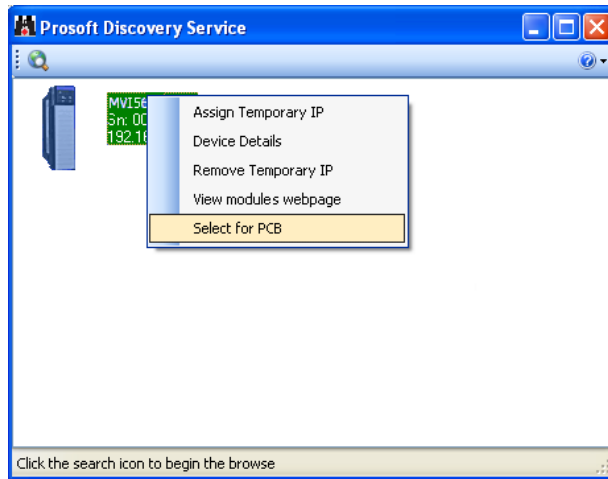 Prosoft Discovery Service
MVI56
Sn: 00
192.16
Assign Temporary IP
Device Details
Remove Temporary IP
View modules webpage
Select for PCB
Click the search icon to begin the browse